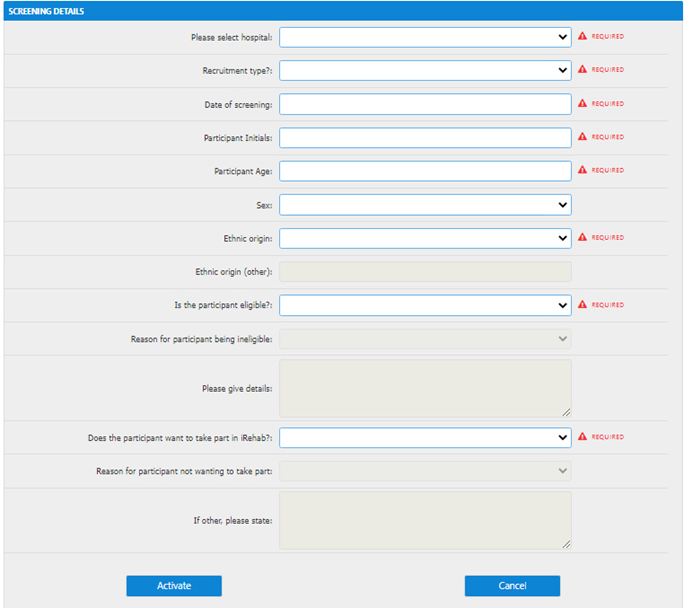 SCREENING DETAILS
Please select hospital: REQUIRED
Recruitment type?: REQUIRED
Date of screening: REQUIRED
Participant Initials: REQUIRED
Participant Age: REQUIRED
Sex:
Ethnic origin: REQUIRED
Ethnic origin (other):
Is the participant eligible?: REQUIRED
Reason for participant being ineligible:
Please give details:
Does the participant want to take part in iRehab?: REQUIRED
Reason for participant not wanting to take part:
If other, please state:
Activate Cancel